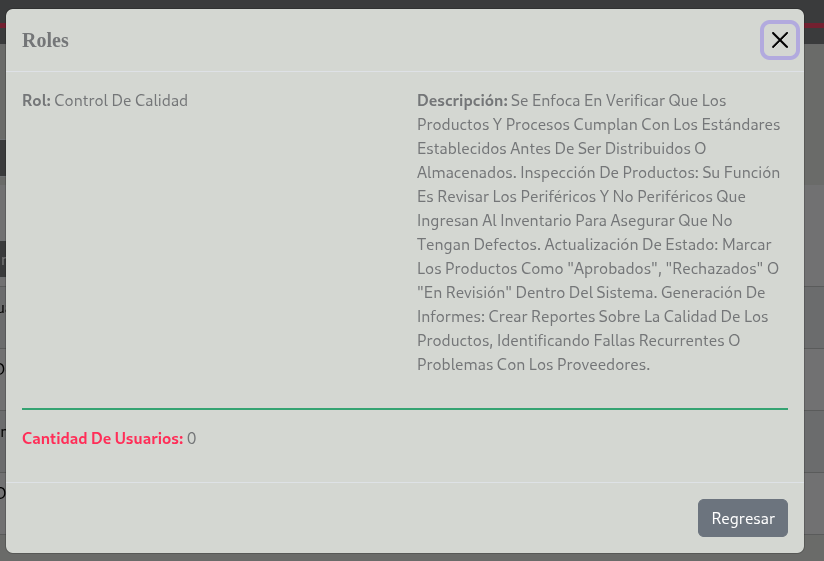 Roles
Rol: Control De Calidad
Descripción: Se Enfoca En Verificar Que Los
Productos Y Procesos Cumplan Con Los Estándares
Establecidos Antes De Ser Distribuidos O
Almacenados. Inspección De Productos: Su Función
Es Revisar Los Periféricos Y No Periféricos Que
Ingresan Al Inventario Para Asegurar Que No
Tengan Defectos. Actualización De Estado: Marcar
Los Productos Como "Aprobados", "Rechazados" O
"En Revisión" Dentro Del Sistema. Generación De
Informes: Crear Reportes Sobre La Calidad De Los
Productos, Identificando Fallas Recurrentes O
Problemas Con Los Proveedores.
Cantidad De Usuarios: 0
Regresar